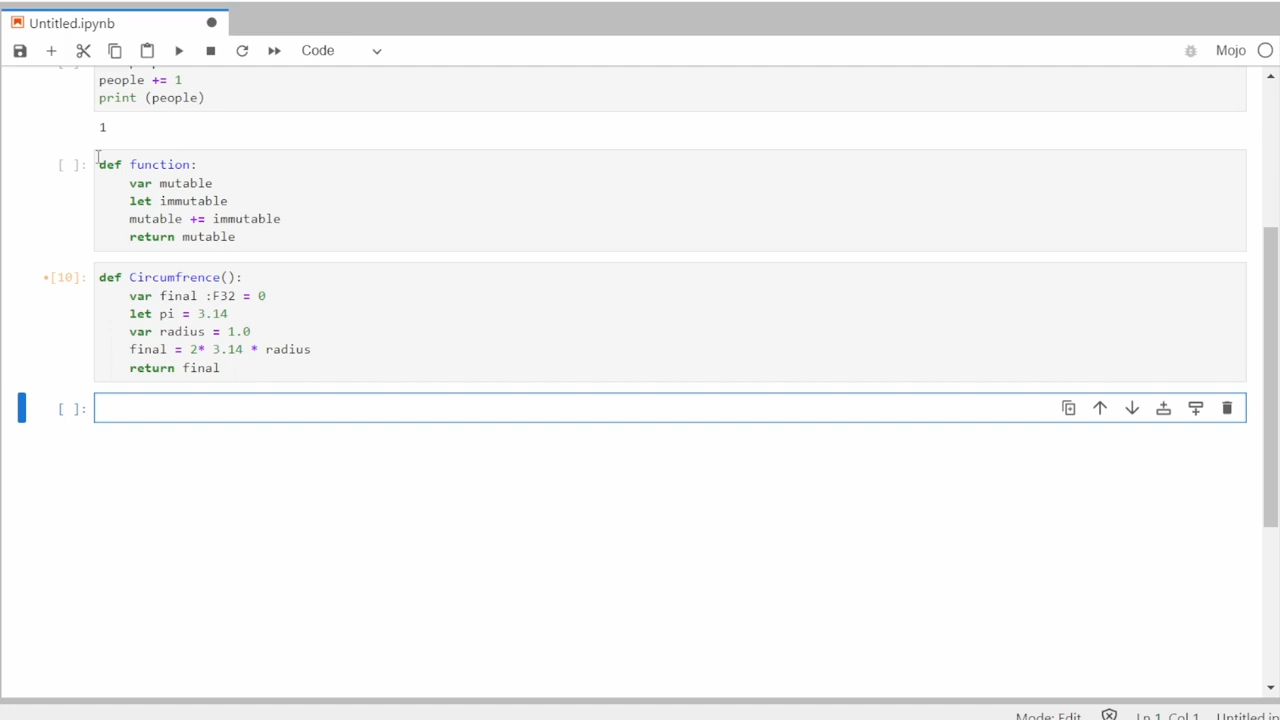 Untitled.ipynb
Code
Mojo
people += 1
print (people)
1
[ ]:
def function:
var mutable
let immutable
mutable += immutable
return mutable
•[10]:
def Circumfrence():
var final :F32 = 0
let pi = 3.14
var radius = 1.0
final = 2* 3.14 * radius
return final
[ ]:
Mode: Edit
Ln 1, Col 1
Untitled.ip